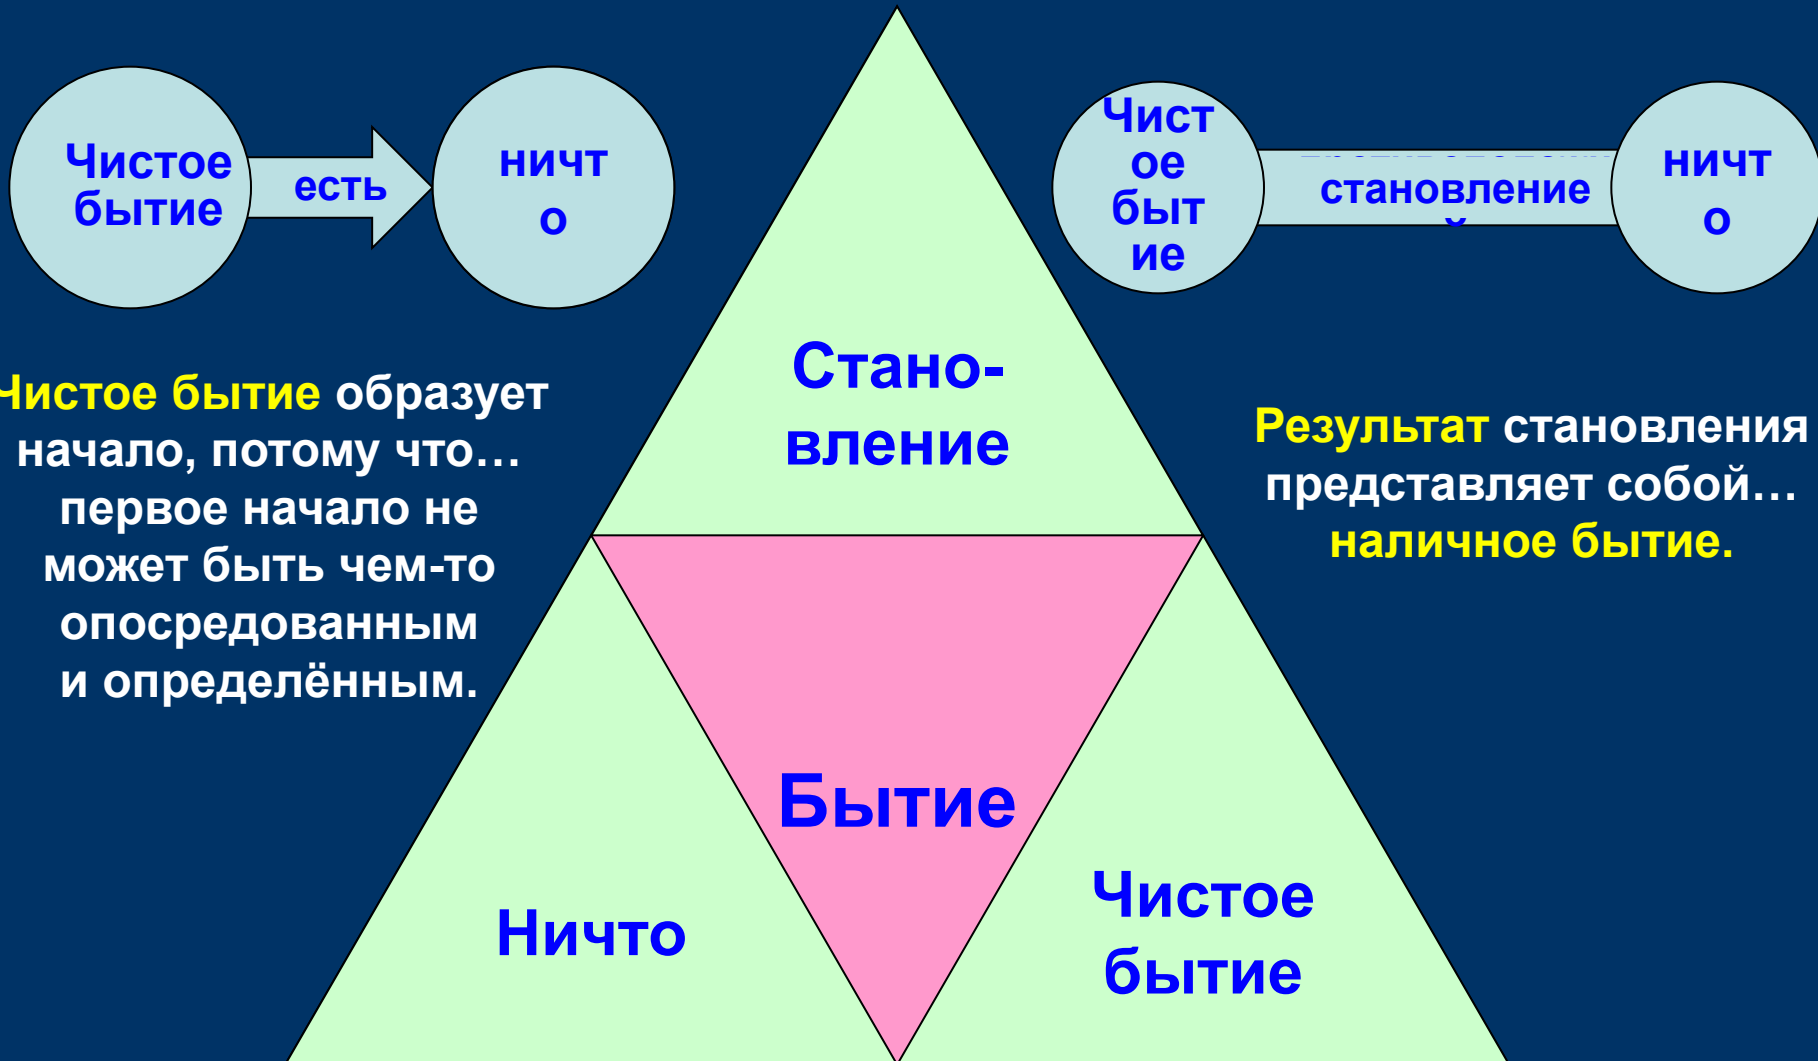 Чистое
бытие
есть
ничт
о
Чист
ое
быт
ие
становление
ничт
о
Чистое бытие образует
начало, потому что…
первое начало не
может быть чем-то
опосредованным
и определённым.
Стано-
вление
Результат становления
представляет собой…
наличное бытие.
Бытие
Ничто
Чистое
бытие